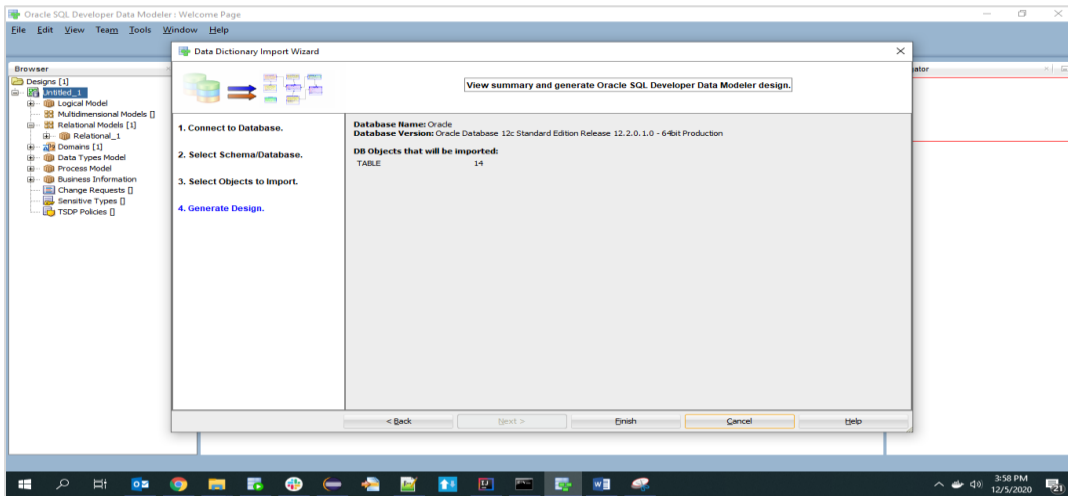 Oracle SQL Developer Data Modeler : Welcome Page
File Edit View Team Tools Window Help
Data Dictionary Import Wizard
Browser
ator
Designs [1]
Untitled_1
Logical Model
Multidimensional Models []
Relational Models [1]
Relational_1
Domains [1]
Data Types Model
Process Model
Business Information
Change Requests []
Sensitive Types []
TSDP Policies []
View summary and generate Oracle SQL Developer Data Modeler design.
1. Connect to Database.
2. Select Schema/Database.
3. Select Objects to Import.
4. Generate Design.
Database Name: Oracle
Database Version: Oracle Database 12c Standard Edition Release 12.2.0.1.0 - 64bit Production
DB Objects that will be imported:
TABLE 14
< Back Next > Finish Cancel Help
3:58 PM
12/5/2020
21